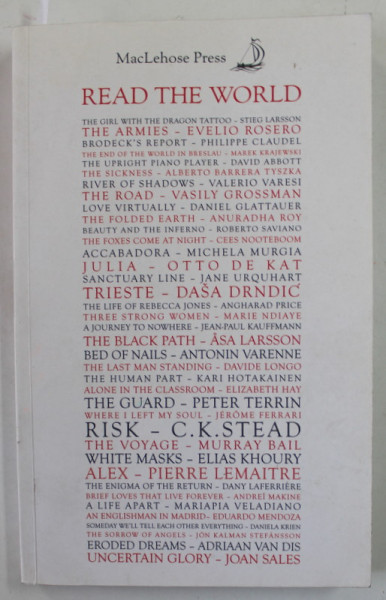 MacLehose Press
READ THE WORLD
THE GIRL WITH THE DRAGON TATTOO – STIEG LARSSON
THE ARMIES – EVELIO ROSERO
BRODECK'S REPORT – PHILIPPE CLAUDEL
THE END OF THE WORLD IN BRESLAU – MAREK KRAJEWSKI
THE UPRIGHT PIANO PLAYER – DAVID ABBOTT
THE SICKNESS – ALBERTO BARRERA TYSZKA
RIVER OF SHADOWS – VALERIO VARESI
THE ROAD – VASILY GROSSMAN
LOVE VIRTUALLY – DANIEL GLATTAUER
THE FOLDED EARTH – ANURADHA ROY
BEAUTY AND THE INFERNO – ROBERTO SAVIANO
THE FOXES COME AT NIGHT – CEES NOOTEBOOM
ACCABADORA – MICHELA MURGIA
JULIA – OTTO DE KAT
SANCTUARY LINE – JANE URQUHART
TRIESTE – DAŠA DRNDIĆ
THE LIFE OF REBECCA JONES – ANGHARAD PRICE
THREE STRONG WOMEN – MARIE NDIAYE
A JOURNEY TO NOWHERE – JEAN-PAUL KAUFFMANN
THE BLACK PATH – ÅSA LARSSON
BED OF NAILS – ANTONIN VARENNE
THE LAST MAN STANDING – DAVIDE LONGO
THE HUMAN PART – KARI HOTAKAINEN
ALONE IN THE CLASSROOM – ELIZABETH HAY
THE GUARD – PETER TERRIN
WHERE I LEFT MY SOUL – JÉRÔME FERRARI
RISK – C.K. STEAD
THE VOYAGE – MURRAY BAIL
WHITE MASKS – ELIAS KHOURY
ALEX – PIERRE LEMAITRE
THE ENIGMA OF THE RETURN – DANY LAFERRIÈRE
BRIEF LOVES THAT LIVE FOREVER – ANDREÏ MAKINE
A LIFE APART – MARIAPIA VELADIANO
AN ENGLISHMAN IN MADRID – EDUARDO MENDOZA
SOMEDAY WE'LL TELL EACH OTHER EVERYTHING – DANIELA KRIEN
THE SORROW OF ANGELS – JÓN KALMAN STEFÁNSSON
ERODED DREAMS – ADRIAAN VAN DIS
UNCERTAIN GLORY – JOAN SALES